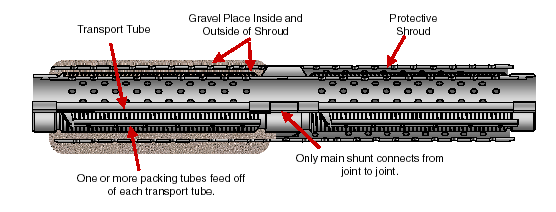 Transport Tube
Gravel Place Inside and
Outside of Shroud
Protective
Shroud
One or more packing tubes feed off
of each transport tube.
Only main shunt connects from
joint to joint.